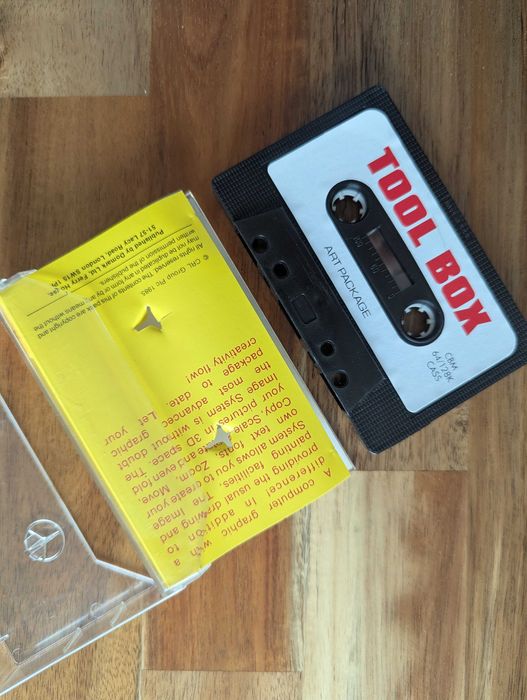 TOOL BOX
CBM
64/128K
CASS
ART PACKAGE
A computer graphic with a
difference! In addition to
providing the usual drawing and
painting facilities, The Image
System allows you to create your
own text fonts, Zoom, Move,
Copy, Scale and even fold
your pictures 3D space. The
Image System is without doubt
the most advanced graphic
package to date. Let your
creativity flow!
© CRL Group Plc 1985.
All rights reserved. The contents of this pack are copyright and
may not be duplicated in any form or by any means without the
written permission of the publishers.
Published by Domark Ltd, Ferry House,
51-57 Lacy Road, London SW15